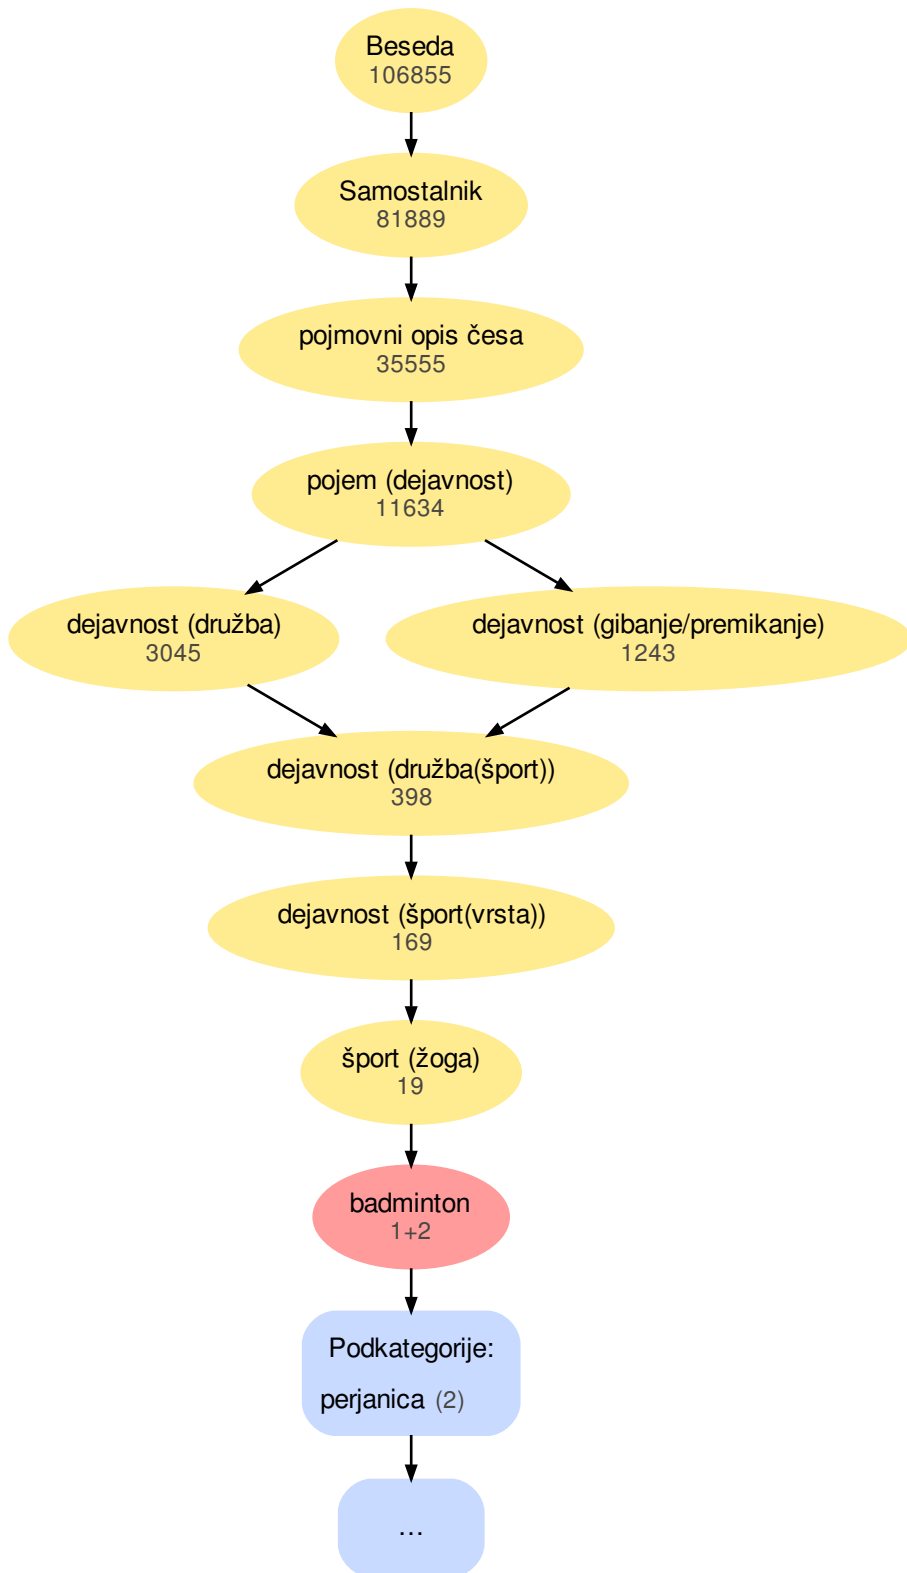 Beseda
106855
Samostalnik
81889
pojmovni opis česa
35555
pojem (dejavnost)
11634
dejavnost (družba)
3045
dejavnost (gibanje/premikanje)
1243
dejavnost (družba(šport))
398
dejavnost (šport(vrsta))
169
šport (žoga)
19
badminton
1+2
Podkategorije:
perjanica (2)
…